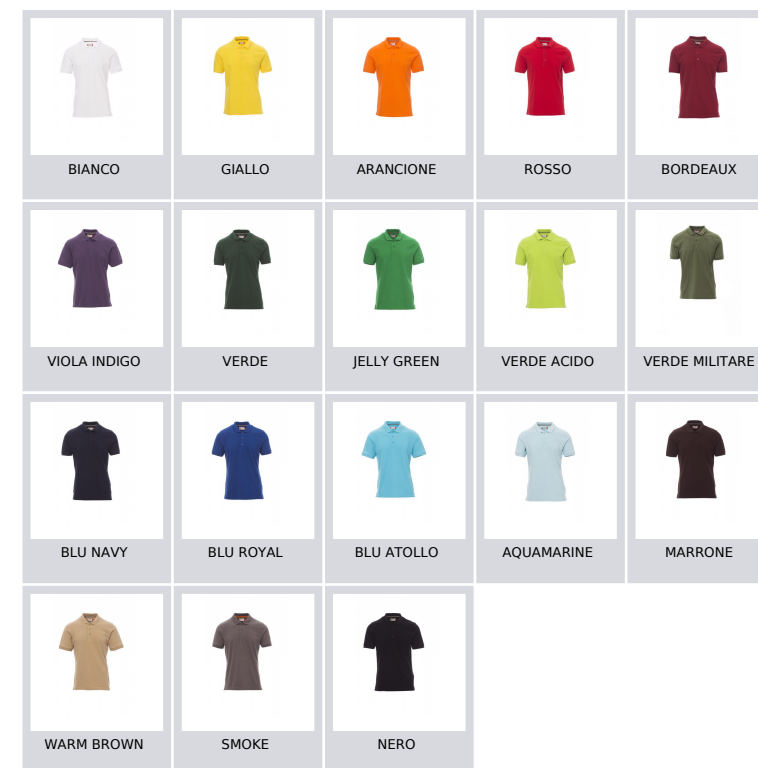 BIANCO
GIALLO
ARANCIONE
ROSSO
BORDEAUX
VIOLA INDIGO
VERDE
JELLY GREEN
VERDE ACIDO
VERDE MILITARE
BLU NAVY
BLU ROYAL
BLU ATOLLO
AQUAMARINE
MARRONE
WARM BROWN
SMOKE
NERO